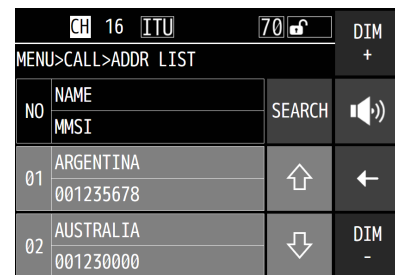 CH 16 ITU 70
DIM
+
MENU>CALL>ADDR LIST
NO
NAME
MMSI
SEARCH
01
ARGENTINA
001235678
02
AUSTRALIA
001230000
DIM
-